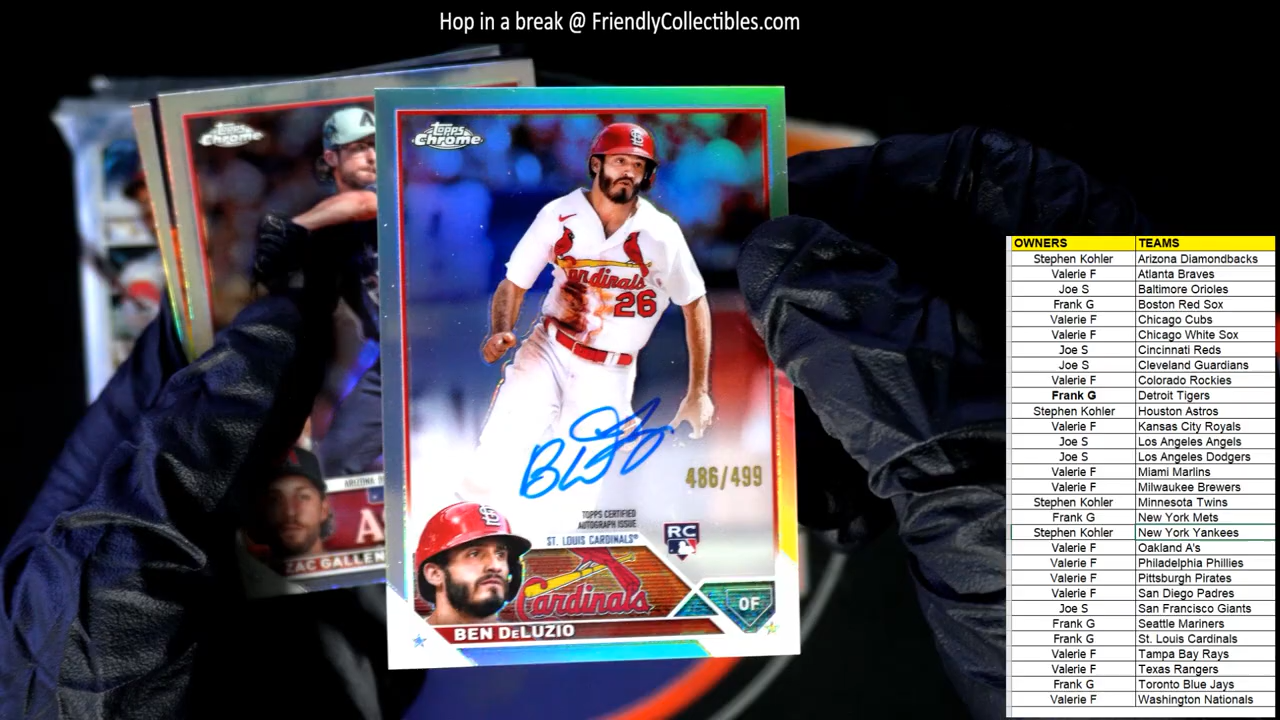 Hop in a break @ FriendlyCollectibles.com
Topps
Chrome
Topps
Chrome
Cardinals
26
486/499
TOPPS CERTIFIED
AUTOGRAPH ISSUE
ST. LOUIS CARDINALS®
RC
Cardinals
OF
BEN DeLUZIO
ARIZONA
A
ZAC GALLEN
OWNERS TEAMS
Stephen Kohler Arizona Diamondbacks
Valerie F Atlanta Braves
Joe S Baltimore Orioles
Frank G Boston Red Sox
Valerie F Chicago Cubs
Valerie F Chicago White Sox
Joe S Cincinnati Reds
Joe S Cleveland Guardians
Valerie F Colorado Rockies
Frank G Detroit Tigers
Stephen Kohler Houston Astros
Valerie F Kansas City Royals
Joe S Los Angeles Angels
Joe S Los Angeles Dodgers
Valerie F Miami Marlins
Valerie F Milwaukee Brewers
Stephen Kohler Minnesota Twins
Frank G New York Mets
Stephen Kohler New York Yankees
Valerie F Oakland A's
Valerie F Philadelphia Phillies
Valerie F Pittsburgh Pirates
Valerie F San Diego Padres
Joe S San Francisco Giants
Frank G Seattle Mariners
Frank G St. Louis Cardinals
Valerie F Tampa Bay Rays
Valerie F Texas Rangers
Frank G Toronto Blue Jays
Valerie F Washington Nationals